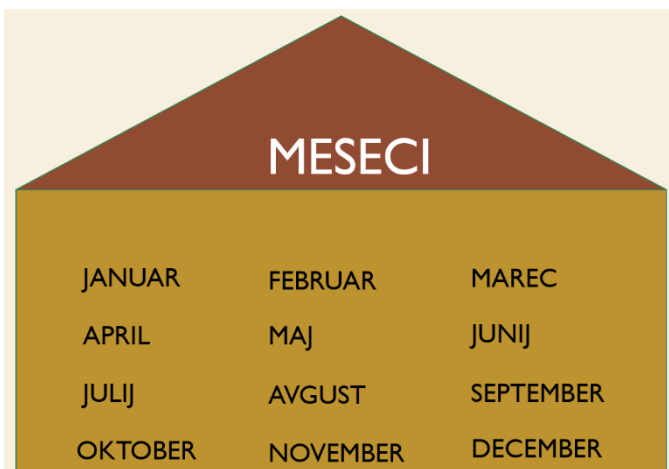 MESECI
JANUAR FEBRUAR MAREC
APRIL MAJ JUNIJ
JULIJ AVGUST SEPTEMBER
OKTOBER NOVEMBER DECEMBER